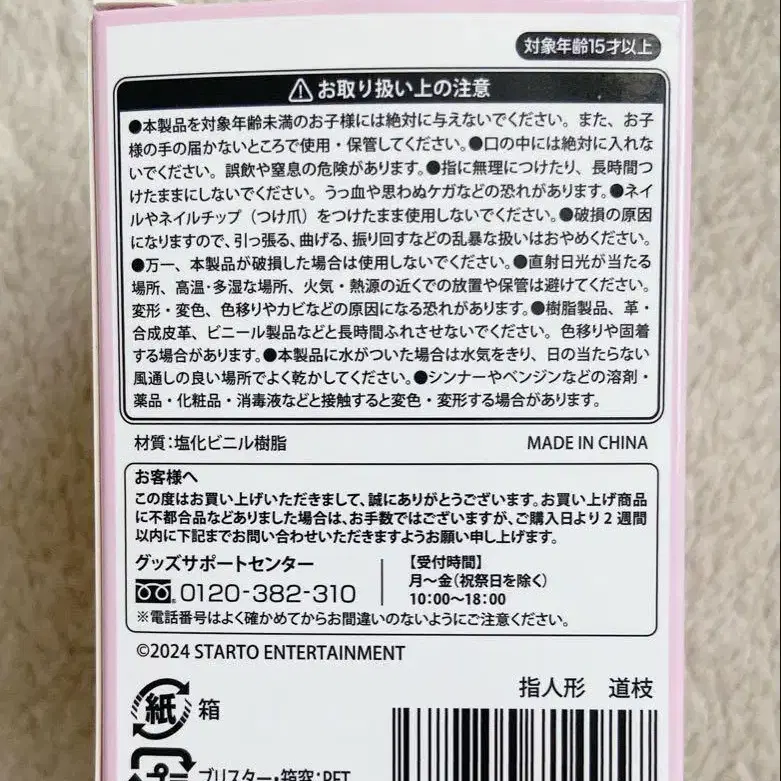 対象年齢15才以上
⚠お取り扱い上の注意
●本製品を対象年齢未満のお子様には絶対に与えないでください。また、お子
様の手の届かないところで使用・保管してください。●口の中には絶対に入れな
いでください。誤飲や窒息の危険があります。●指に無理につけたり、長時間つ
けたままにしないでください。うっ血や思わぬケガなどの恐れがあります。●ネイ
ルやネイルチップ（つけ爪）をつけたまま使用しないでください。●破損の原因
になりますので、引っ張る、曲げる、振り回すなどの乱暴な扱いはおやめください。
●万一、本製品が破損した場合は使用しないでください。●直射日光が当たる
場所、高温・多湿な場所、火気・熱源の近くでの放置や保管は避けてください。
変形・変色、色移りやカビなどの原因になる恐れがあります。●樹脂製品、革・
合成皮革、ビニール製品などと長時間ふれさせないでください。色移りや固着
する場合があります。●本製品に水がついた場合は水気をきり、日の当たらない
風通しの良い場所でよく乾かしてください。●シンナーやベンジンなどの溶剤・
薬品・化粧品・消毒液などと接触すると変色・変形する場合があります。
材質：塩化ビニル樹脂 MADE IN CHINA
お客様へ
この度はお買い上げいただきまして、誠にありがとうございます。お買い上げ商品
に不都合品などありました場合は、お手数ではございますが、ご購入日より2週間
以内に下記までお問い合わせいただきますようお願い申し上げます。
グッズサポートセンター
0120-382-310
【受付時間】
月〜金（祝祭日を除く）
10：00〜18：00
※電話番号はよく確かめてからお間違いのないようにご注意ください。
©2024 STARTO ENTERTAINMENT
指人形 道枝
紙 箱
プラ ブリスター・箱窓：PET